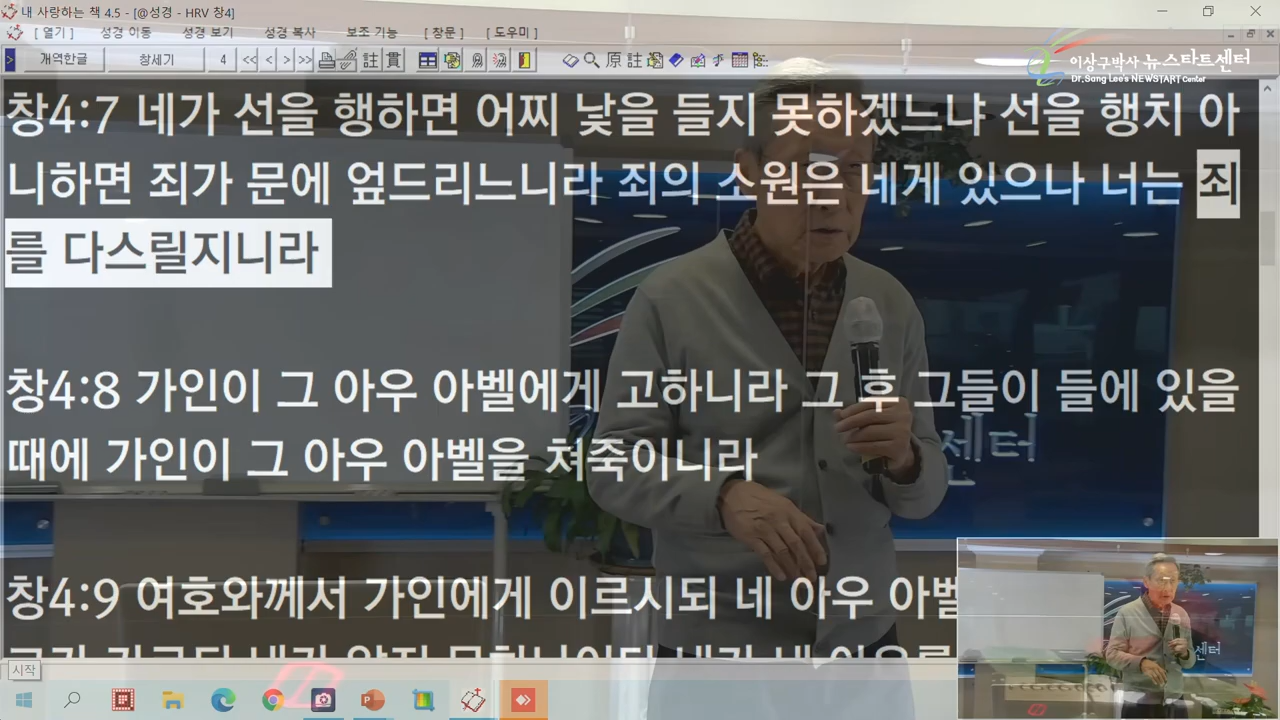 내 사랑하는 책 4.5 - [@성경 - HRV 창4]
[ 열기 ] 성경 이동 성경 보기 성경 복사 보조 기능 [ 창문 ] [ 도우미 ]
개역한글 창세기 4 << < > >> 註 貫 原 註
이상구박사 뉴스타트센터
Dr. Sang Lee's NEWSTART Center
창4:7 네가 선을 행하면 어찌 낯을 들지 못하겠느냐 선을 행치 아
니하면 죄가 문에 엎드리느니라 죄의 소원은 네게 있으나 너는 죄
를 다스릴지니라
창4:8 가인이 그 아우 아벨에게 고하니라 그 후 그들이 들에 있을
때에 가인이 그 아우 아벨을 쳐죽이니라
센터
창4:9 여호와께서 가인에게 이르시되 네 아우 아벨
센터
시작